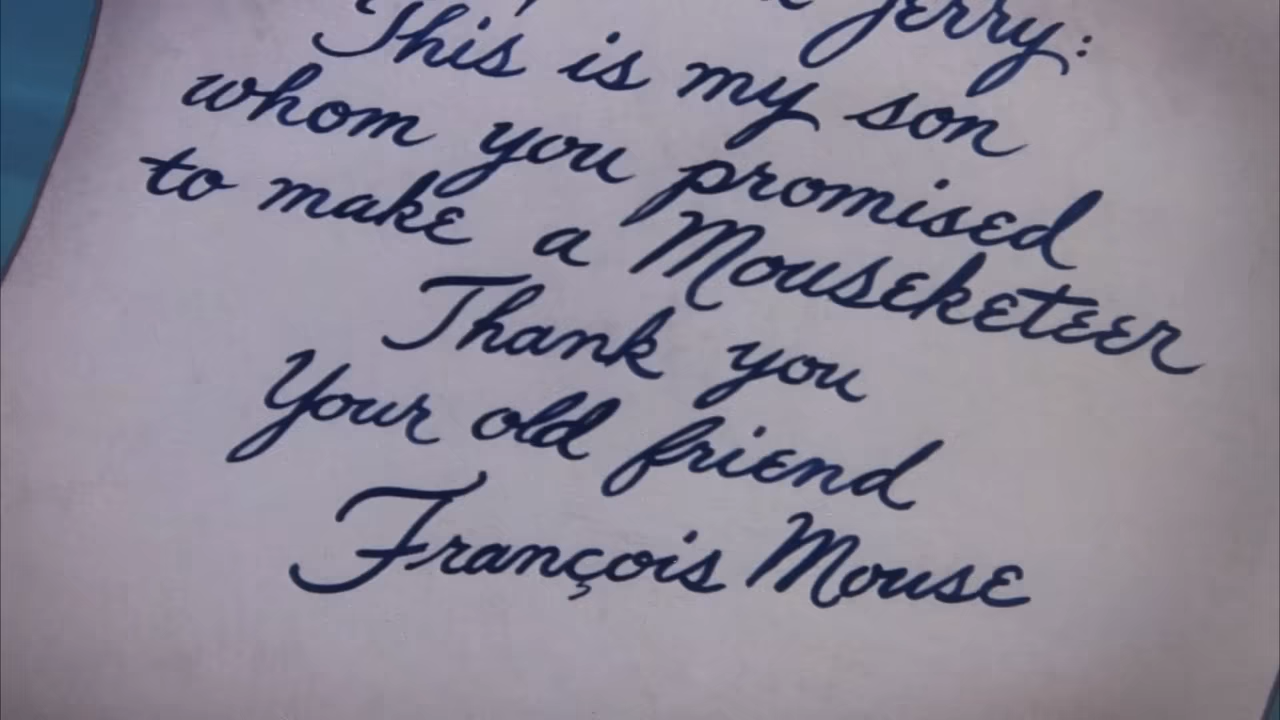 Jerry:
This is my son
whom you promised
to make a Mouseketeer
Thank you
Your old friend
François Mouse